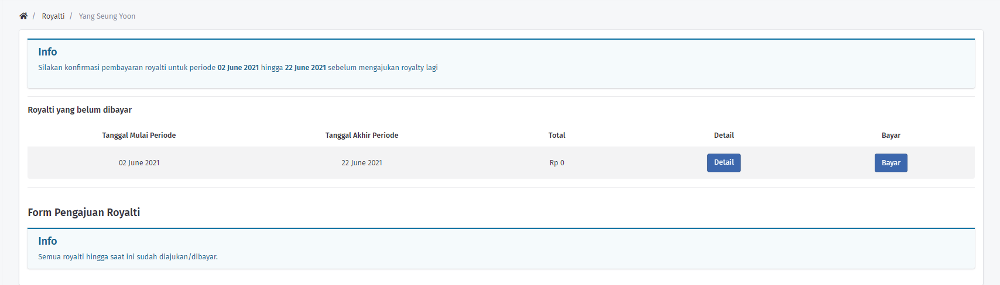 / Royalti / Yang Seung Yoon
Info
Silakan konfirmasi pembayaran royalti untuk periode 02 June 2021 hingga 22 June 2021 sebelum mengajukan royalty lagi
Royalti yang belum dibayar
Tanggal Mulai Periode Tanggal Akhir Periode Total Detail Bayar
02 June 2021 22 June 2021 Rp 0 Detail Bayar
Form Pengajuan Royalti
Info
Semua royalti hingga saat ini sudah diajukan/dibayar.